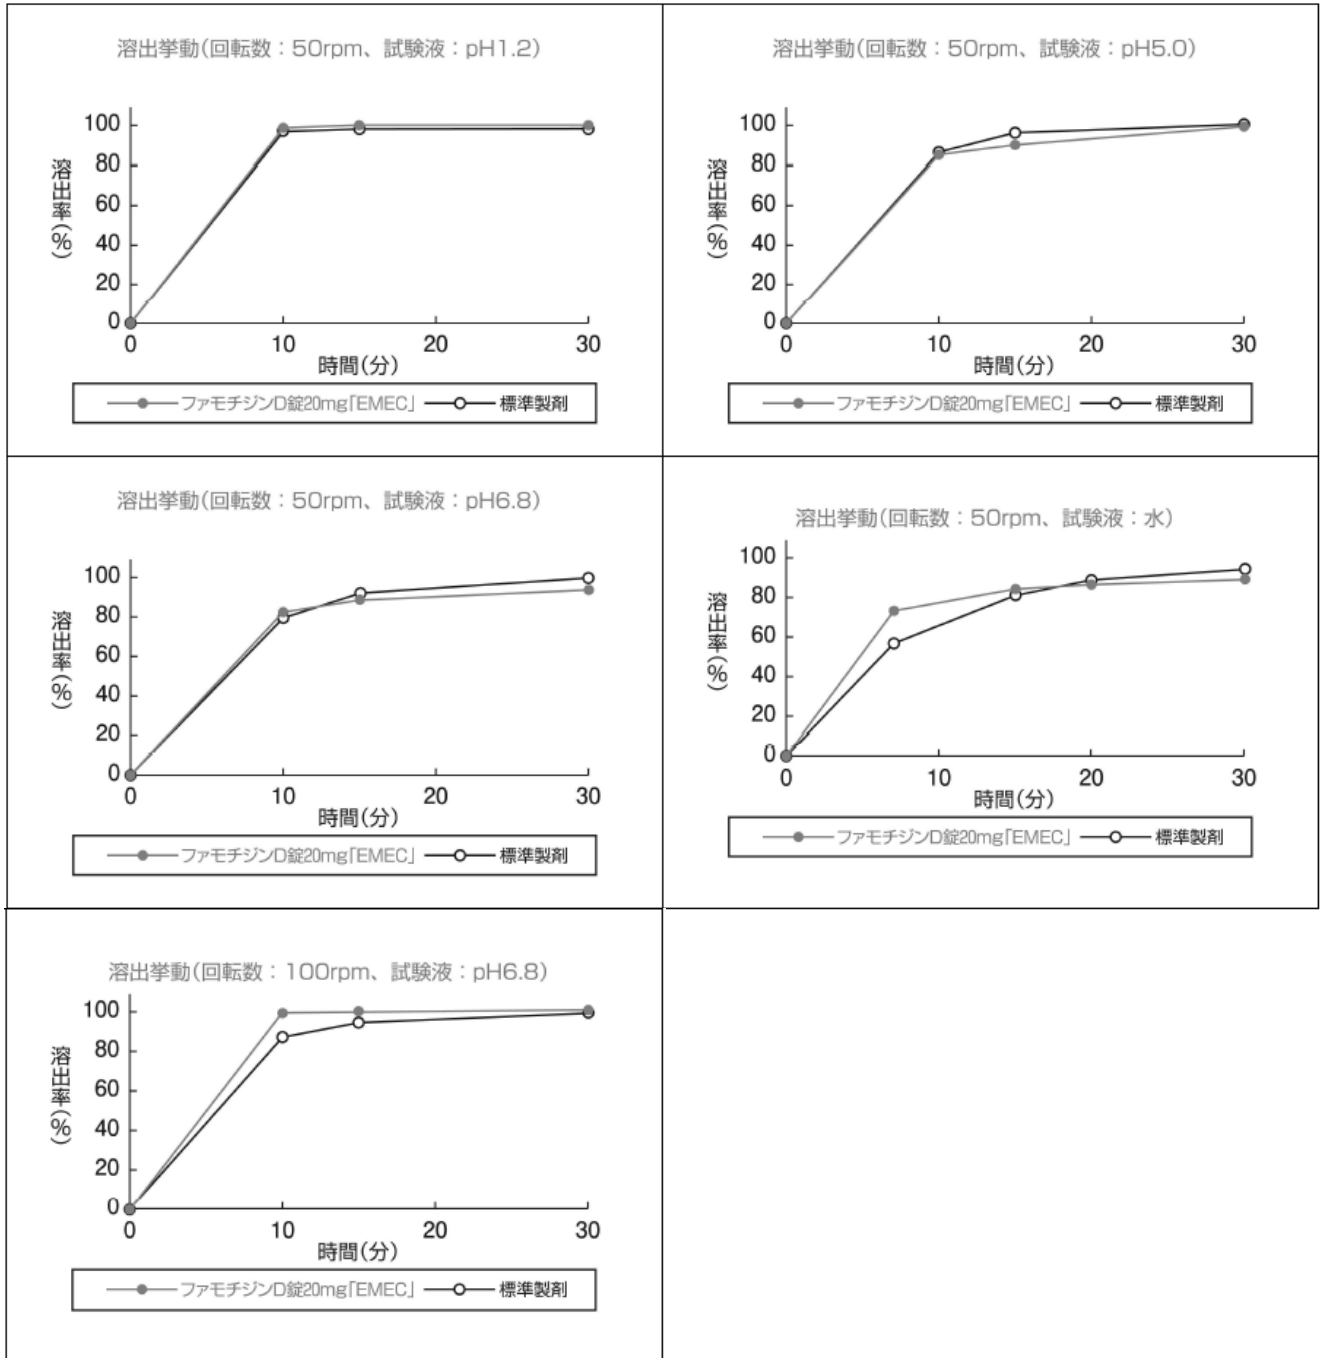 溶出挙動(回転数：50rpm、試験液：pH1.2)
100
80
60
40
20
0
溶出率(%)
0 10 20 30
時間(分)
ファモチジンD錠20mg「EMEC」 標準製剤
溶出挙動(回転数：50rpm、試験液：pH5.0)
100
80
60
40
20
0
溶出率(%)
0 10 20 30
時間(分)
ファモチジンD錠20mg「EMEC」 標準製剤
溶出挙動(回転数：50rpm、試験液：pH6.8)
100
80
60
40
20
0
溶出率(%)
0 10 20 30
時間(分)
ファモチジンD錠20mg「EMEC」 標準製剤
溶出挙動(回転数：50rpm、試験液：水)
100
80
60
40
20
0
溶出率(%)
0 10 20 30
時間(分)
ファモチジンD錠20mg「EMEC」 標準製剤
溶出挙動(回転数：100rpm、試験液：pH6.8)
100
80
60
40
20
0
溶出率(%)
0 10 20 30
時間(分)
ファモチジンD錠20mg「EMEC」 標準製剤